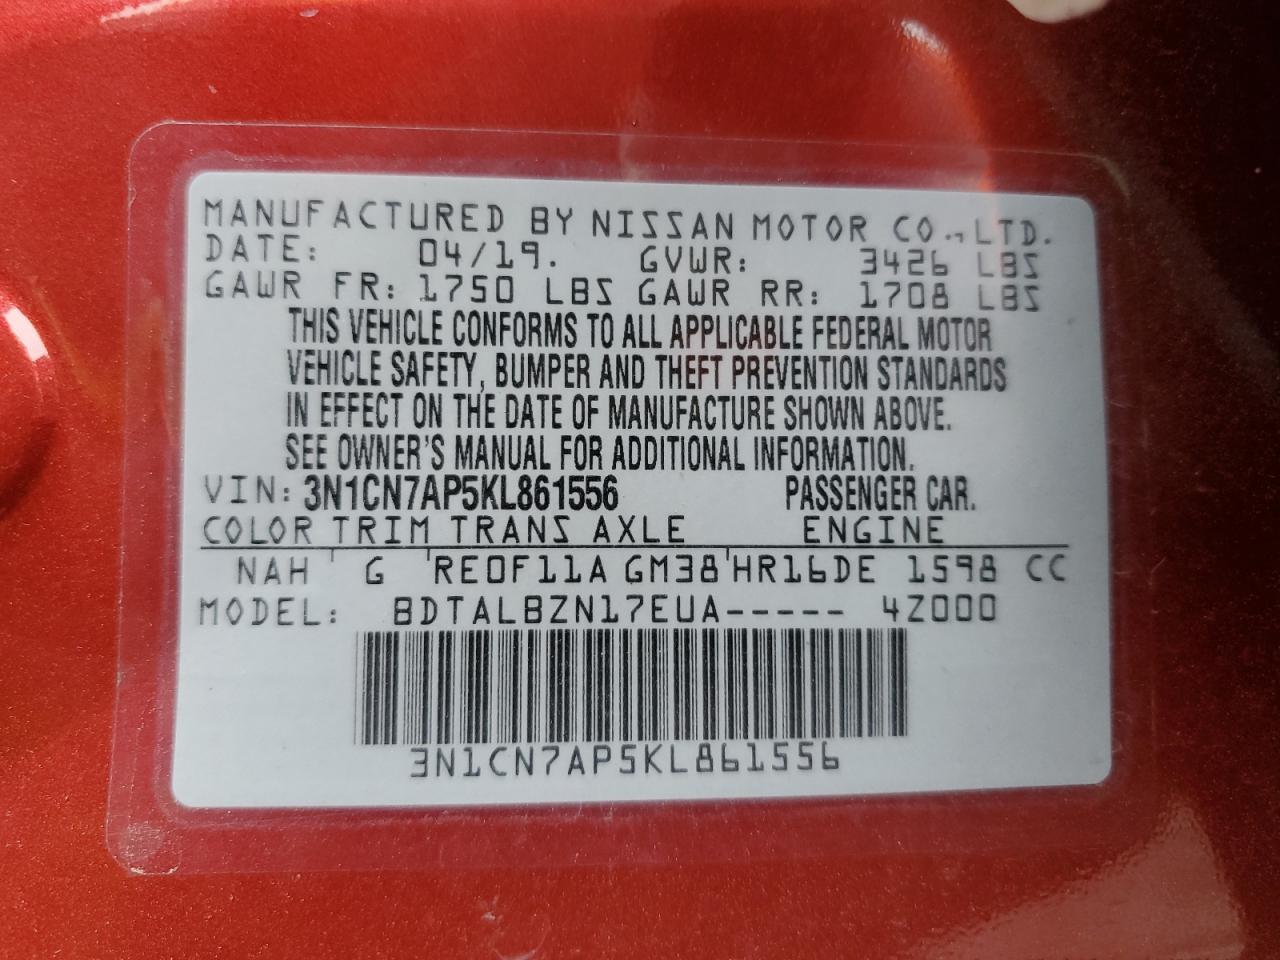 MANUFACTURED BY NISSAN MOTOR CO., LTD.
DATE: 04/19. GVWR: 3426 LBS
GAWR FR: 1750 LBS GAWR RR: 1708 LBS
THIS VEHICLE CONFORMS TO ALL APPLICABLE FEDERAL MOTOR
VEHICLE SAFETY, BUMPER AND THEFT PREVENTION STANDARDS
IN EFFECT ON THE DATE OF MANUFACTURE SHOWN ABOVE.
SEE OWNER'S MANUAL FOR ADDITIONAL INFORMATION.
VIN: 3N1CN7AP5KL861556 PASSENGER CAR.
COLOR TRIM TRANS AXLE ENGINE
NAH G RE0F11A GM38 HR16DE 1598 CC
MODEL: BDTALBZN17EUA----- 4Z000
3N1CN7AP5KL861556